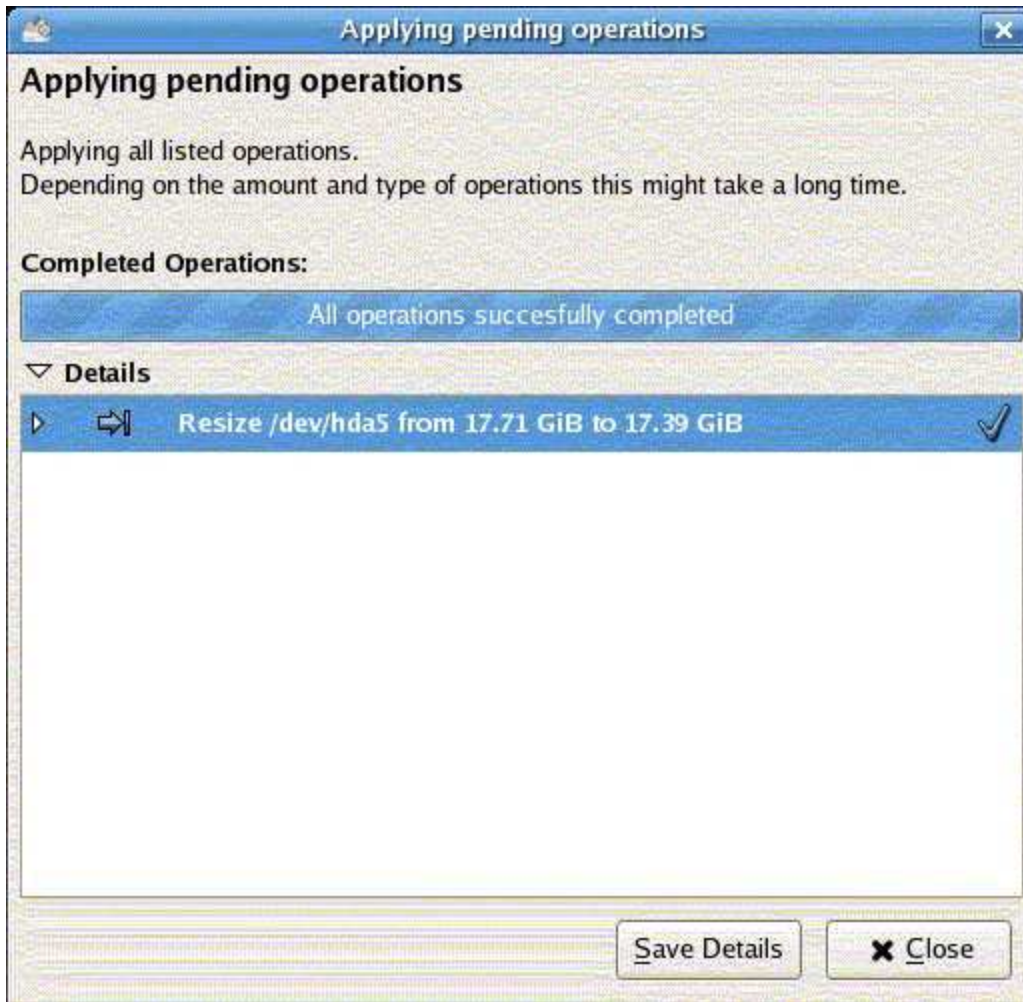 Applying pending operations
Applying pending operations
Applying all listed operations.
Depending on the amount and type of operations this might take a long time.
Completed Operations:
All operations succesfully completed
Details
Resize /dev/hda5 from 17.71 GiB to 17.39 GiB
Save Details
Close